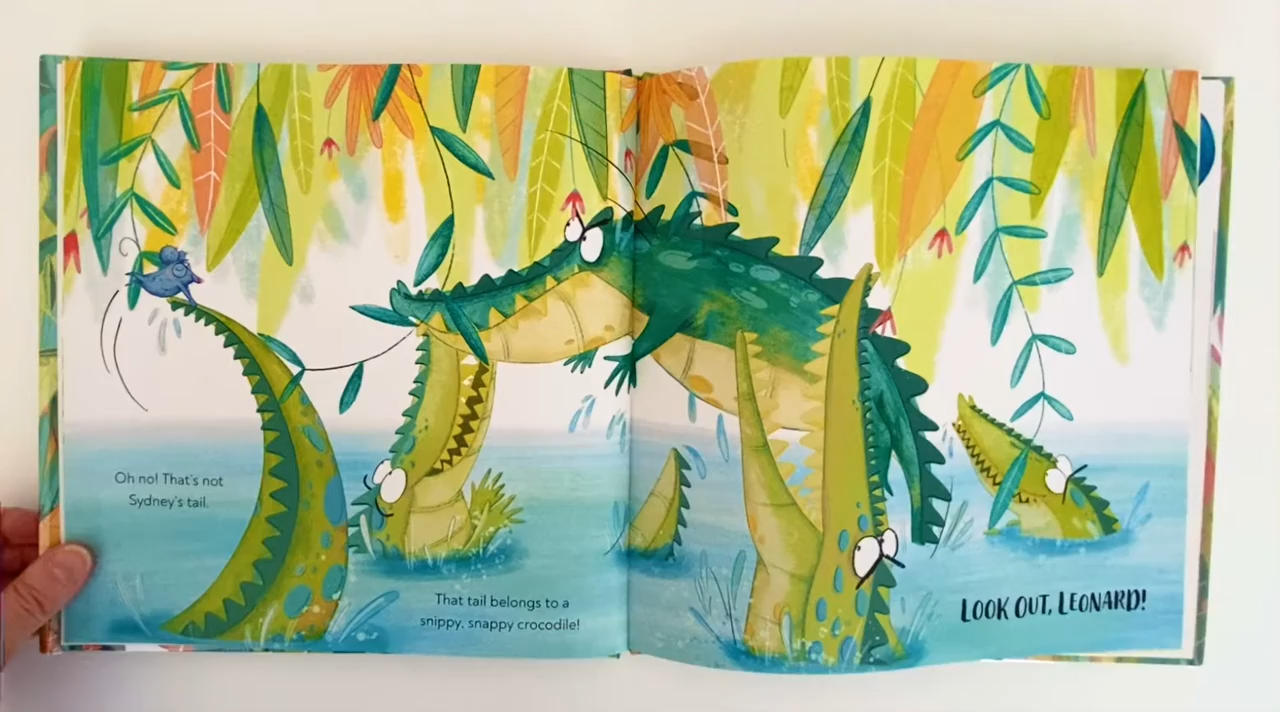 Oh no! That's not
Sydney's tail.
That tail belongs to a
snippy, snappy crocodile!
LOOK OUT, LEONARD!